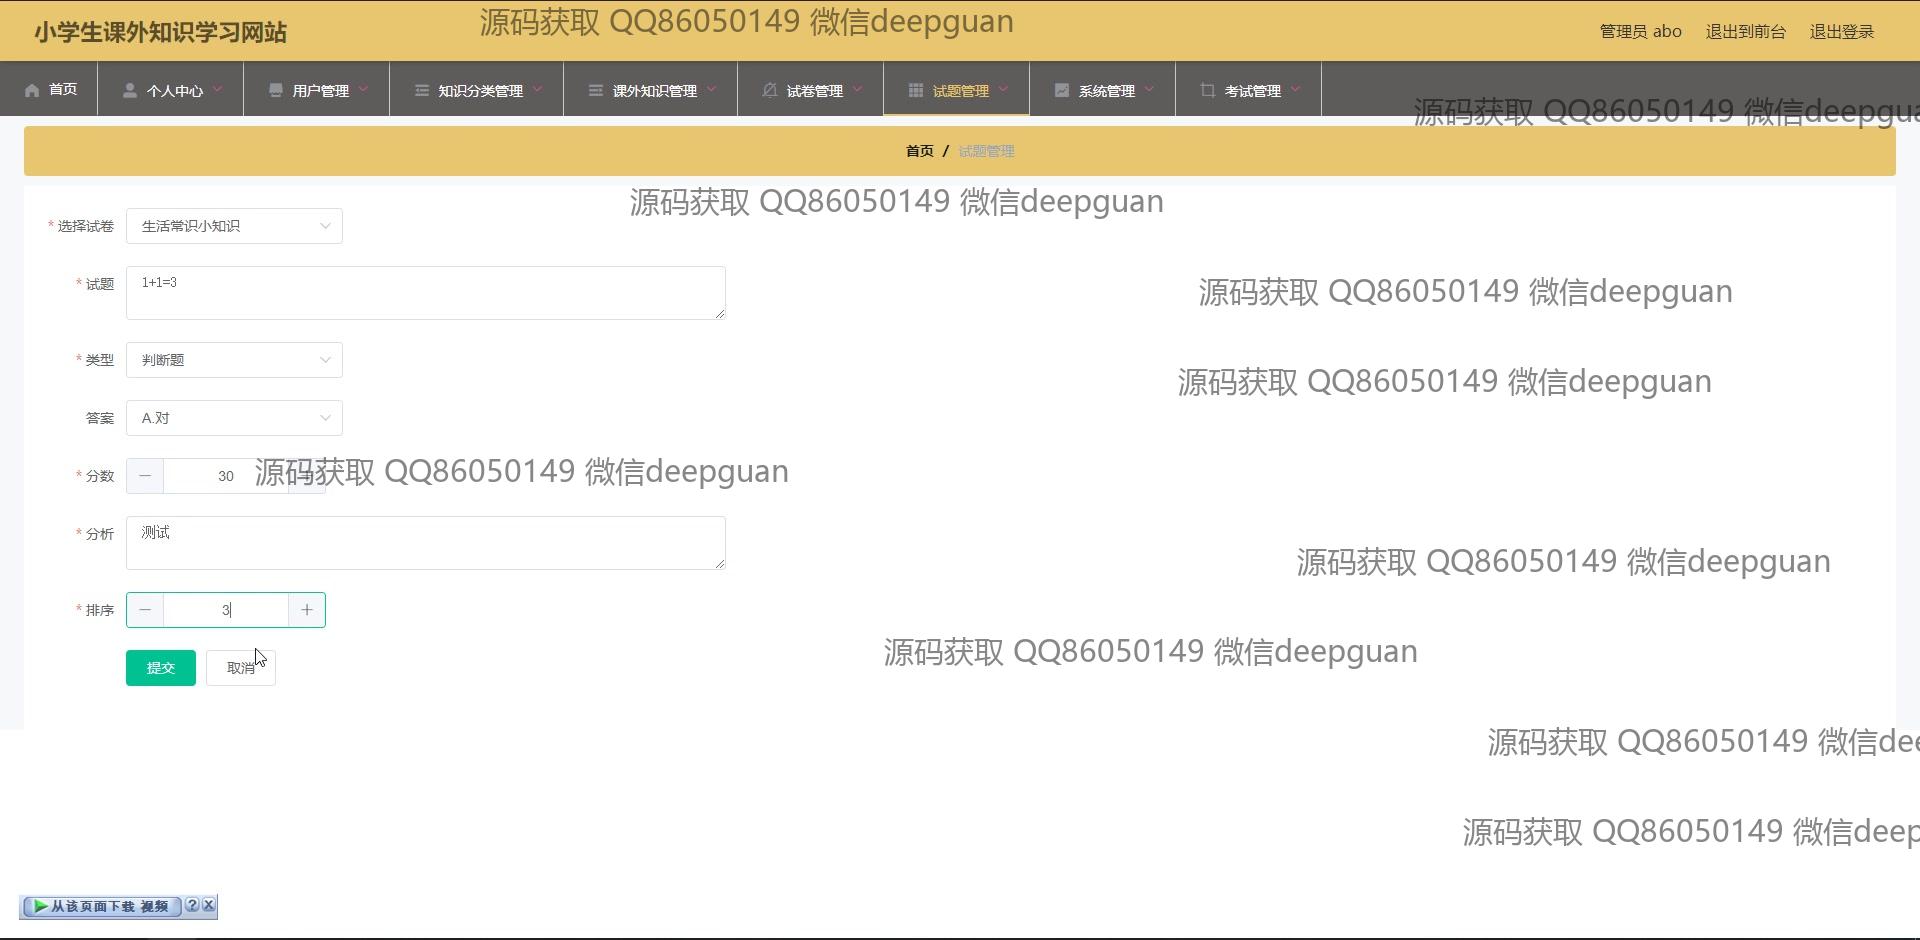 小学生课外知识学习网站
源码获取 QQ86050149 微信deepguan
管理员 abo 退出到前台 退出登录
首页 个人中心 用户管理 知识分类管理 课外知识管理 试卷管理 试题管理 系统管理 考试管理
源码获取 QQ86050149 微信deepgua
首页 / 试题管理
源码获取 QQ86050149 微信deepguan
* 选择试卷 生活常识小知识
* 试题 1+1=3
源码获取 QQ86050149 微信deepguan
* 类型 判断题
源码获取 QQ86050149 微信deepguan
答案 A.对
* 分数 30
源码获取 QQ86050149 微信deepguan
* 分析 测试
源码获取 QQ86050149 微信deepguan
* 排序 3
提交 取消
源码获取 QQ86050149 微信deepguan
源码获取 QQ86050149 微信dee
源码获取 QQ86050149 微信deep
从该页面下载 视频 ? X